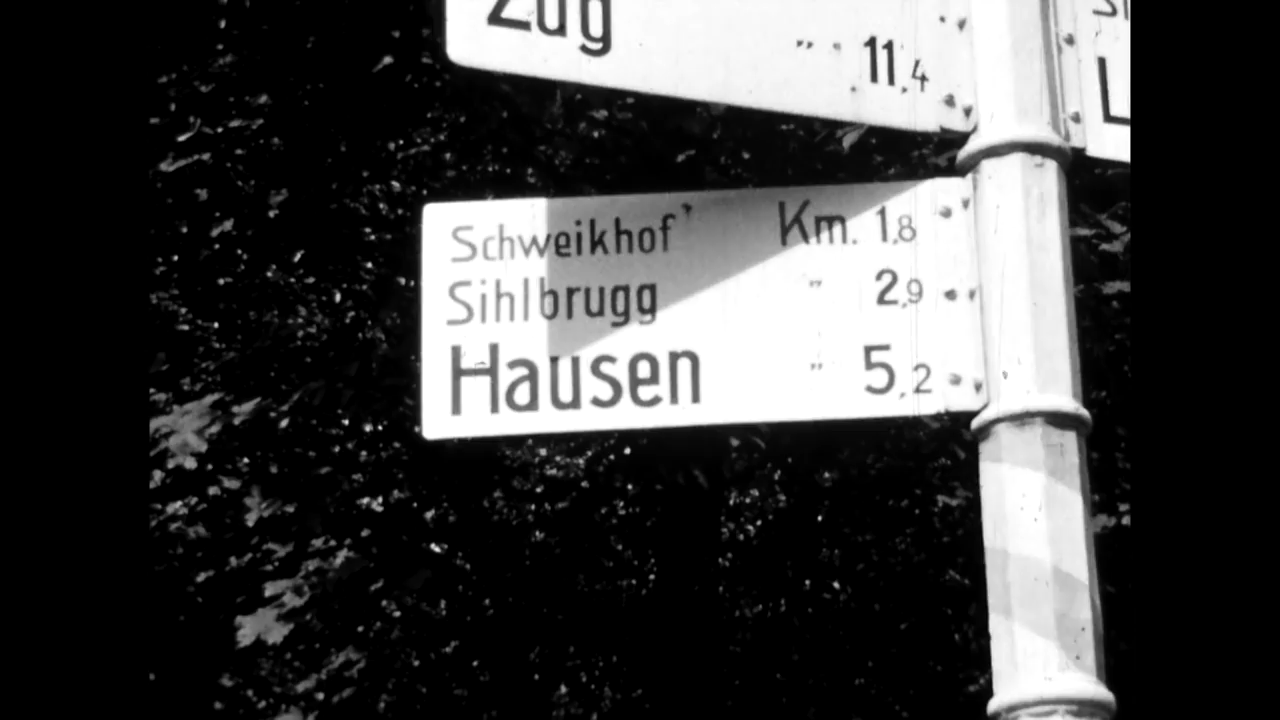 Zug " 11,4
Schweikhof Km. 1,8
Sihlbrugg " 2,9
Hausen " 5,2